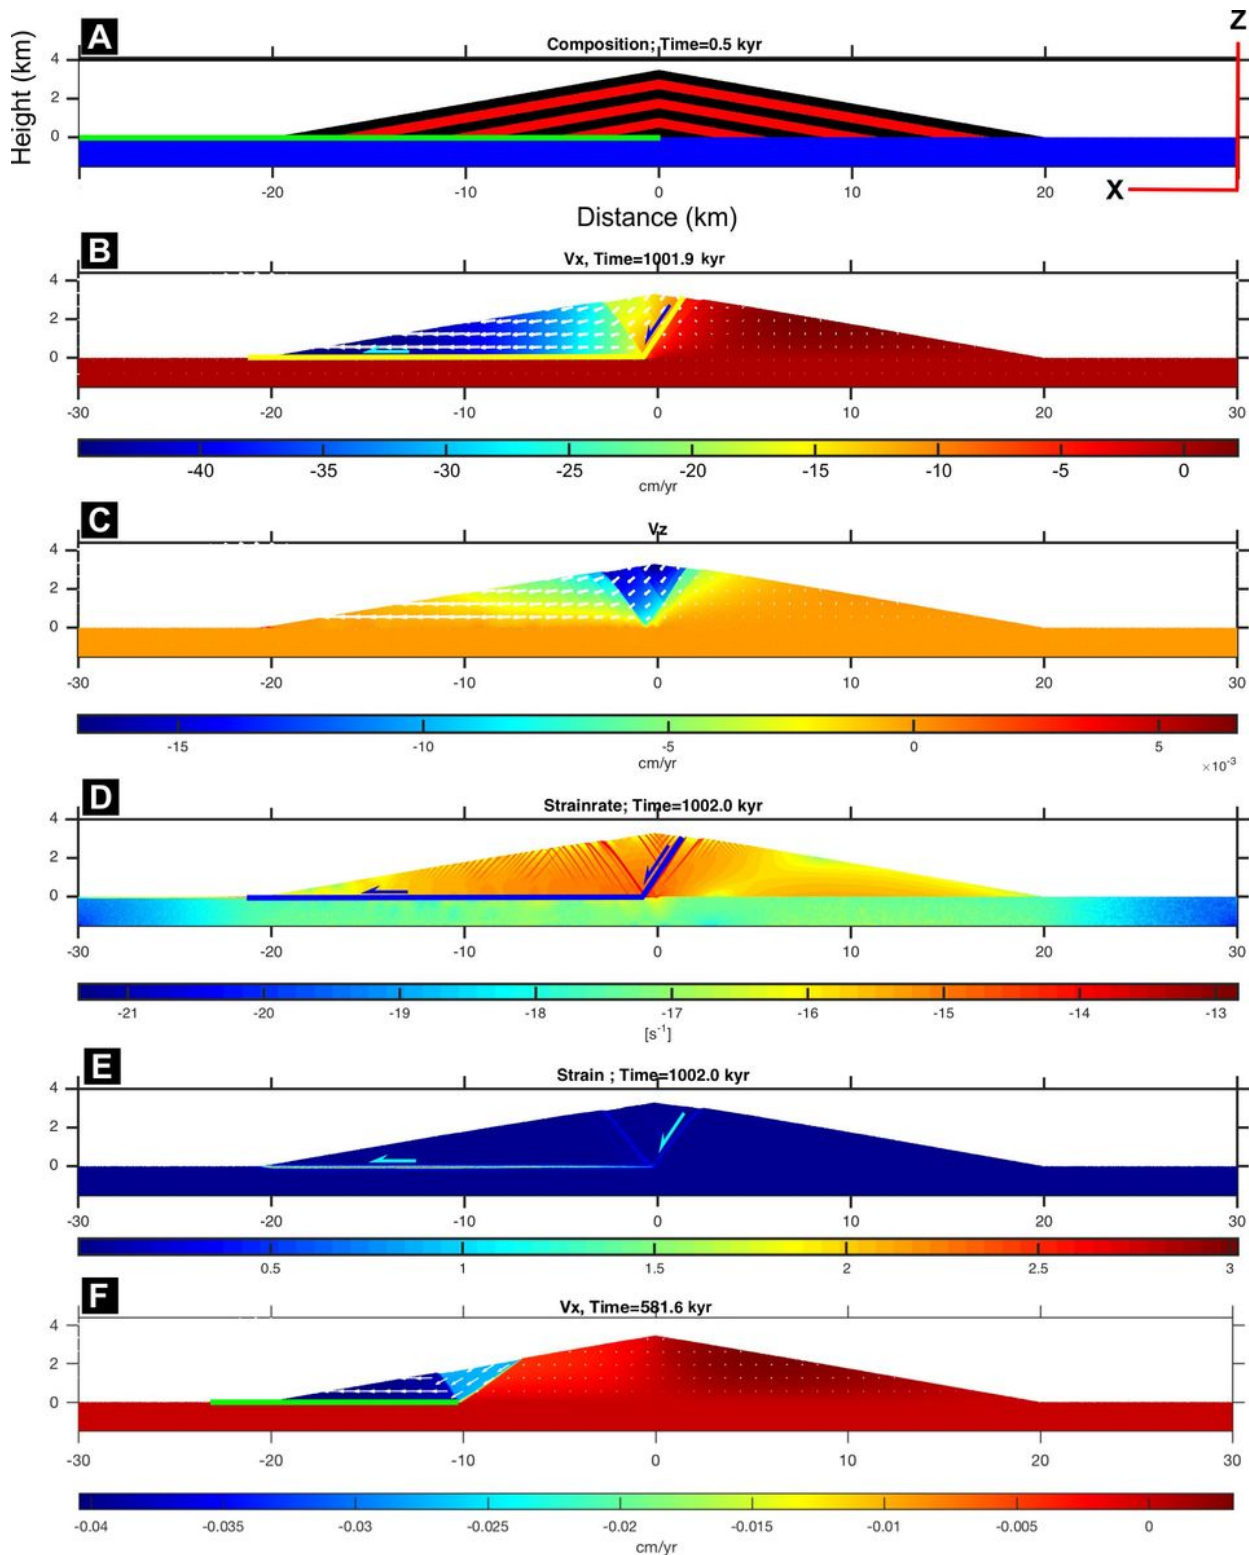 A
Composition; Time=0.5 kyr
Z
Height (km)
4
2
0
-20
0
20
X
Distance (km)
B
Vx, Time=1001.9 kyr
4
2
0
-30 -20 -10 0 10 20 30
-40 -35 -30 -25 -20 -15 -10 -5 0
cm/yr
C
Vz
4
2
0
-30 -20 -10 0 10 20 30
-15 -10 -5 0 5
cm/yr
×10⁻³
D
Strainrate; Time=1002.0 kyr
4
2
0
-30 -20 -10 0 10 20 30
-21 -20 -19 -18 -17 -16 -15 -14 -13
[s⁻¹]
E
Strain ; Time=1002.0 kyr
4
2
0
-30 -20 -10 0 10 20 30
0.5 1 1.5 2 2.5 3
F
Vx, Time=581.6 kyr
4
2
0
-30 -20 -10 0 10 20 30
-0.04 -0.035 -0.03 -0.025 -0.02 -0.015 -0.01 -0.005 0
cm/yr